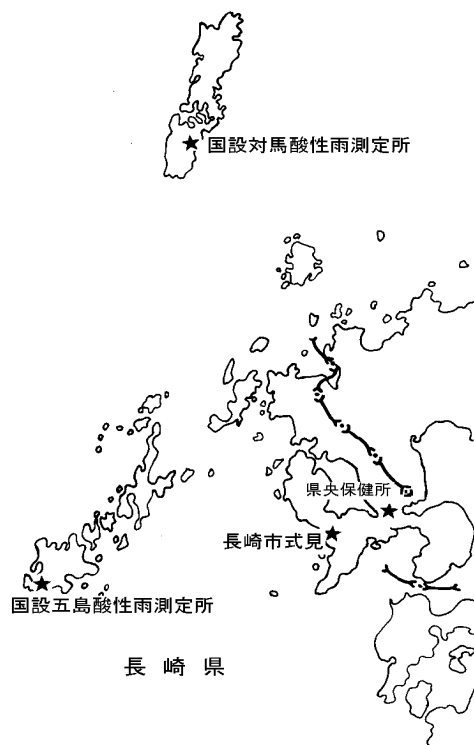 国設対馬酸性雨測定所
県央保健所
長崎市式見
国設五島酸性雨測定所
長崎県